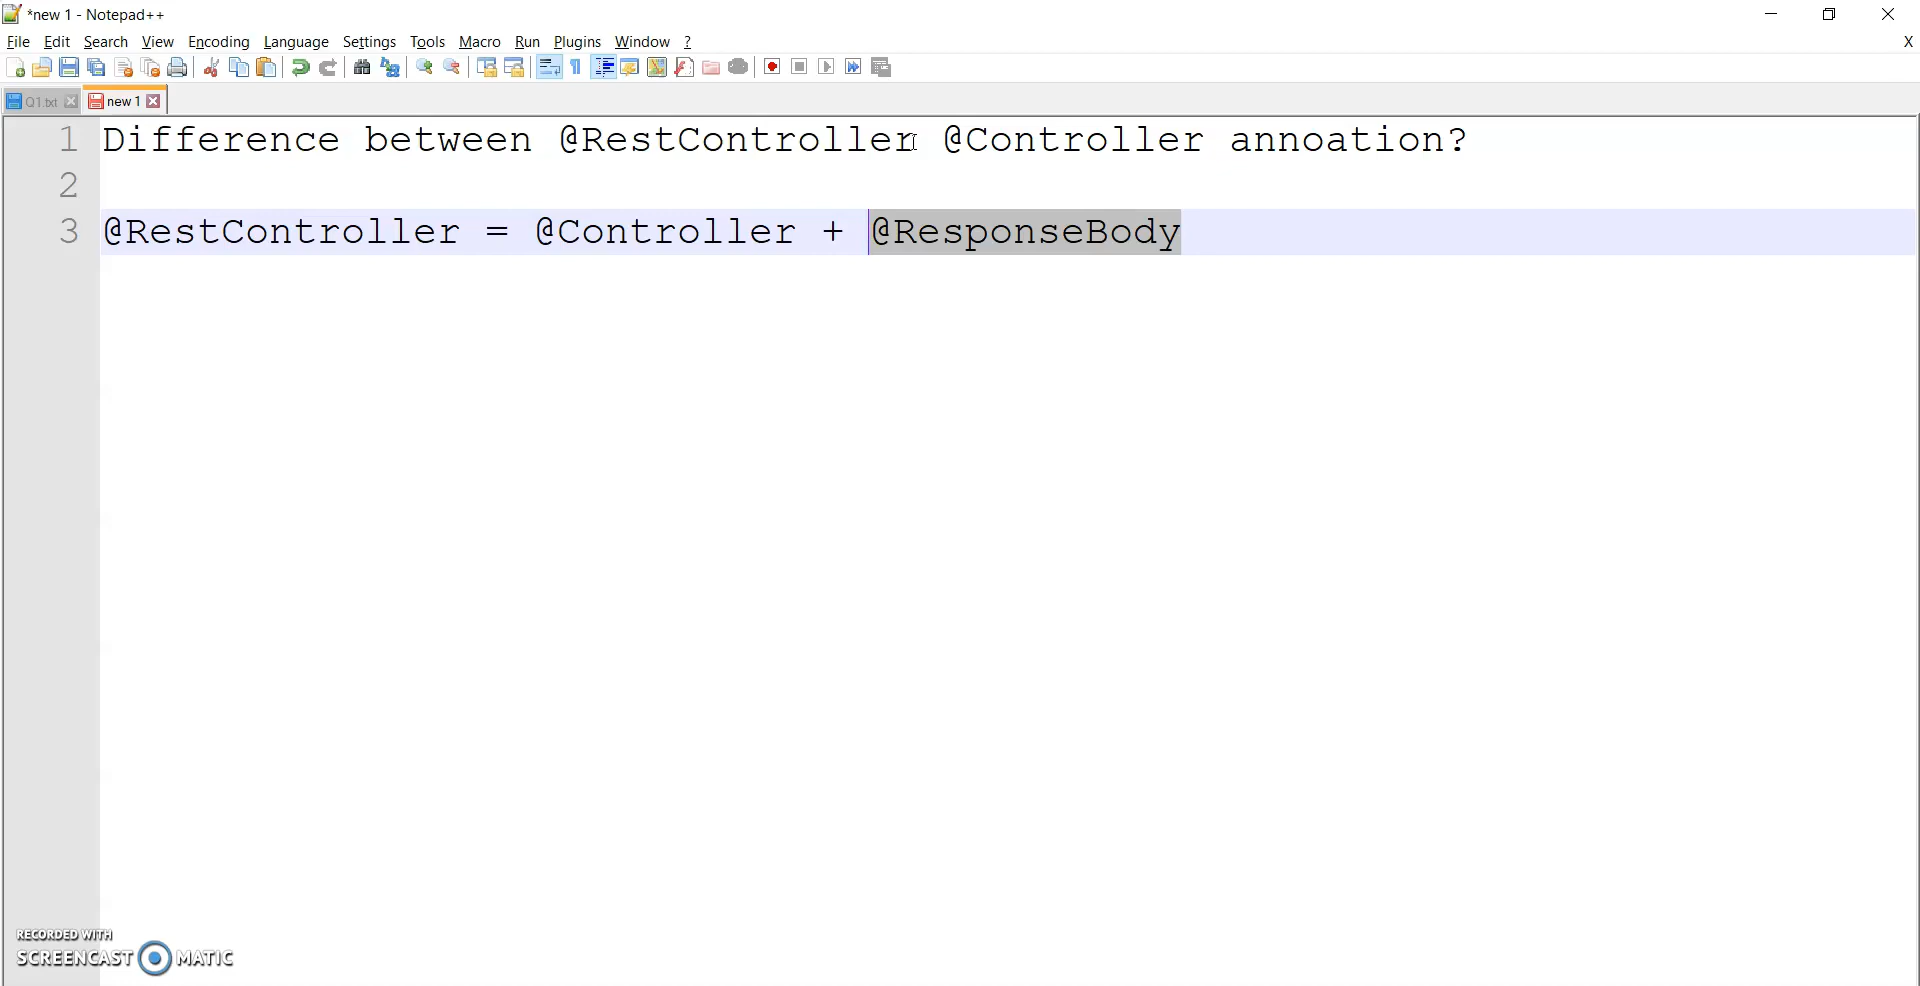 *new 1 - Notepad++
File Edit Search View Encoding Language Settings Tools Macro Run Plugins Window ? X
Q1.txt new 1
1 Difference between @RestController @Controller annoation?
2
3 @RestController = @Controller + @ResponseBody
RECORDED WITH
SCREENCAST MATIC